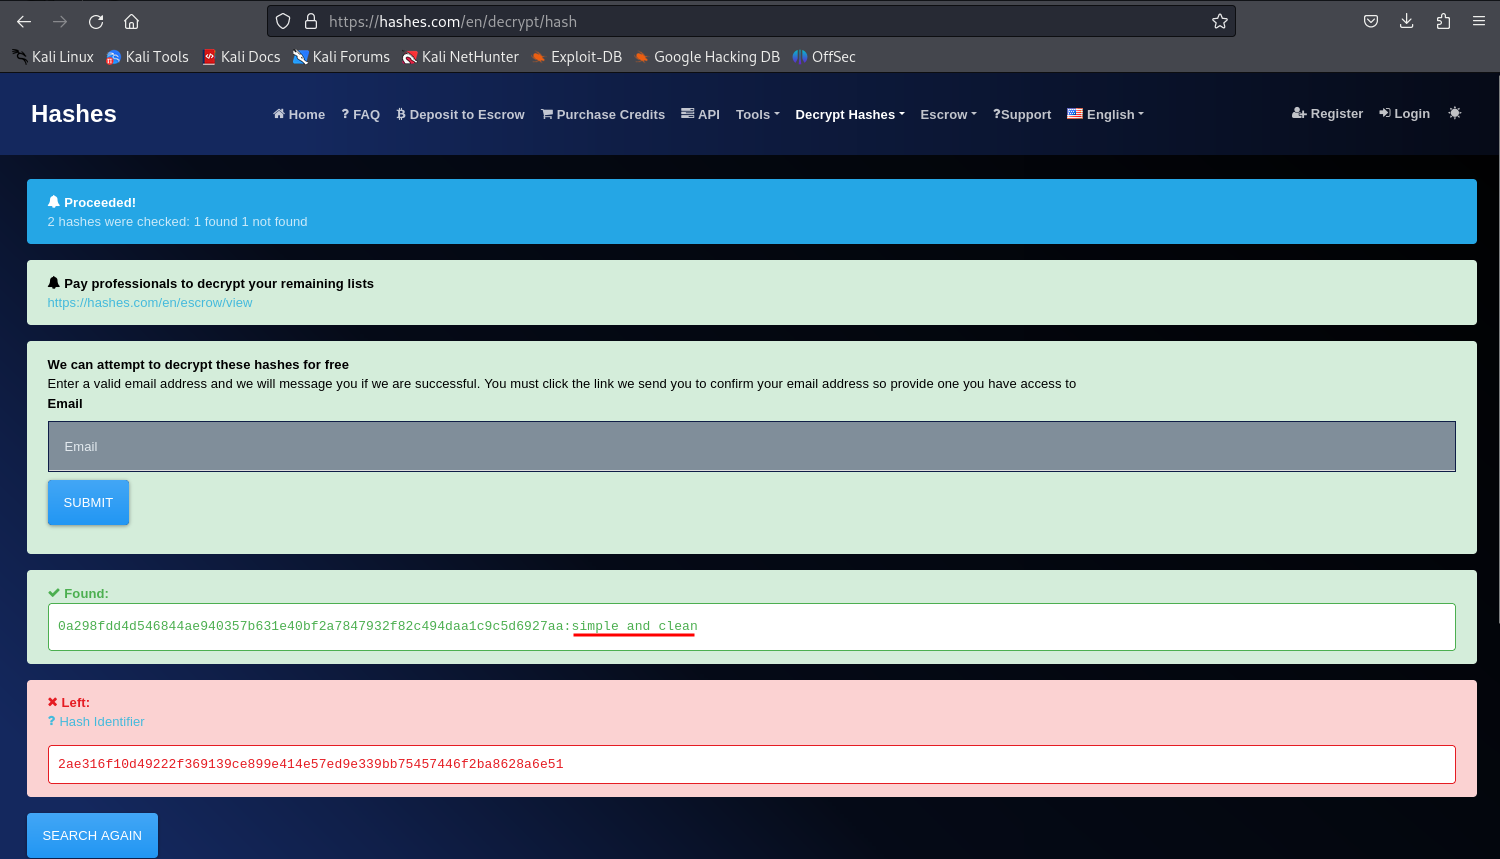 https://hashes.com/en/decrypt/hash
Kali Linux Kali Tools Kali Docs Kali Forums Kali NetHunter Exploit-DB Google Hacking DB OffSec
Hashes Home ? FAQ Deposit to Escrow Purchase Credits API Tools Decrypt Hashes Escrow ?Support English Register Login
Proceeded!
2 hashes were checked: 1 found 1 not found
Pay professionals to decrypt your remaining lists
https://hashes.com/en/escrow/view
We can attempt to decrypt these hashes for free
Enter a valid email address and we will message you if we are successful. You must click the link we send you to confirm your email address so provide one you have access to
Email
Email
SUBMIT
Found:
0a298fdd4d546844ae940357b631e40bf2a7847932f82c494daa1c9c5d6927aa:simple and clean
Left:
? Hash Identifier
2ae316f10d49222f369139ce899e414e57ed9e339bb75457446f2ba8628a6e51
SEARCH AGAIN